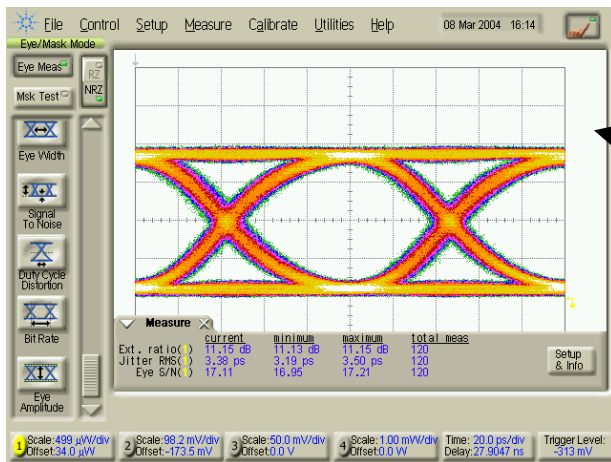 File Control Setup Measure Calibrate Utilities Help 08 Mar 2004 16:14
Eye/Mask Mode
Eye Meas
RZ
NRZ
Msk Test
Eye Width
Signal
To Noise
Duty Cycle
Distortion
Bit Rate
Eye
Amplitude
Measure
current minimum maximum total meas
Ext. ratio(1) 11.15 dB 11.13 dB 11.15 dB 120
Jitter RMS(1) 3.38 ps 3.19 ps 3.50 ps 120
Eye S/N(1) 17.11 16.95 17.21 120
Setup
& Info
1 Scale:499 µW/div
Offset:34.0 µW
2 Scale:98.2 mV/div
Offset:-173.5 mV
3 Scale:50.0 mV/div
Offset:0.0 V
4 Scale:1.00 mW/div
Offset:0.0 W
Time: 20.0 ps/div
Delay:27.9047 ns
Trigger Level:
-313 mV